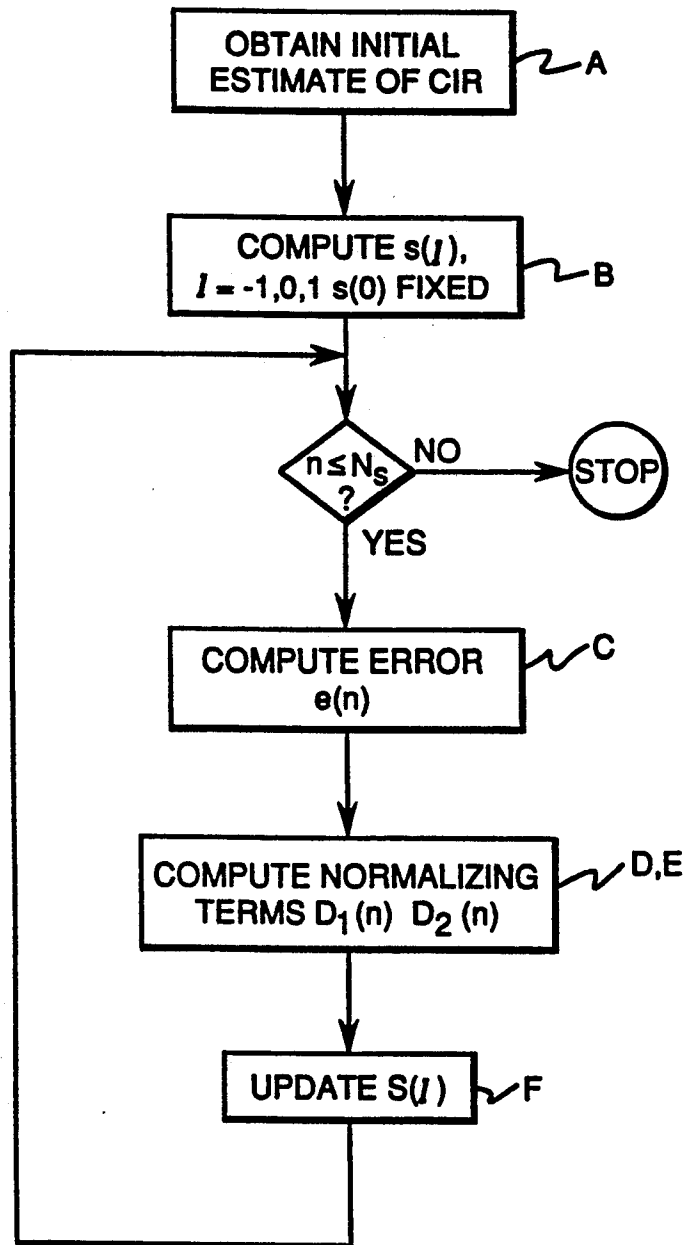 OBTAIN INITIAL
ESTIMATE OF CIR
A
COMPUTE s(l),
l = -1,0,1 s(0) FIXED
B
n ≤ N_s
?
NO
STOP
YES
COMPUTE ERROR
e(n)
C
COMPUTE NORMALIZING
TERMS D_1(n) D_2(n)
D,E
UPDATE S(l)
F